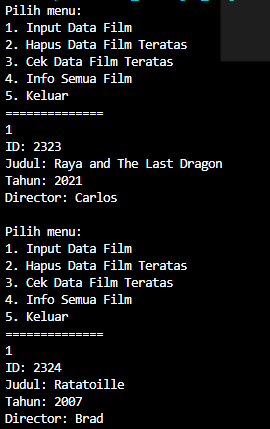 Pilih menu:
1. Input Data Film
2. Hapus Data Film Teratas
3. Cek Data Film Teratas
4. Info Semua Film
5. Keluar
==============
1
ID: 2323
Judul: Raya and The Last Dragon
Tahun: 2021
Director: Carlos

Pilih menu:
1. Input Data Film
2. Hapus Data Film Teratas
3. Cek Data Film Teratas
4. Info Semua Film
5. Keluar
==============
1
ID: 2324
Judul: Ratatoille
Tahun: 2007
Director: Brad